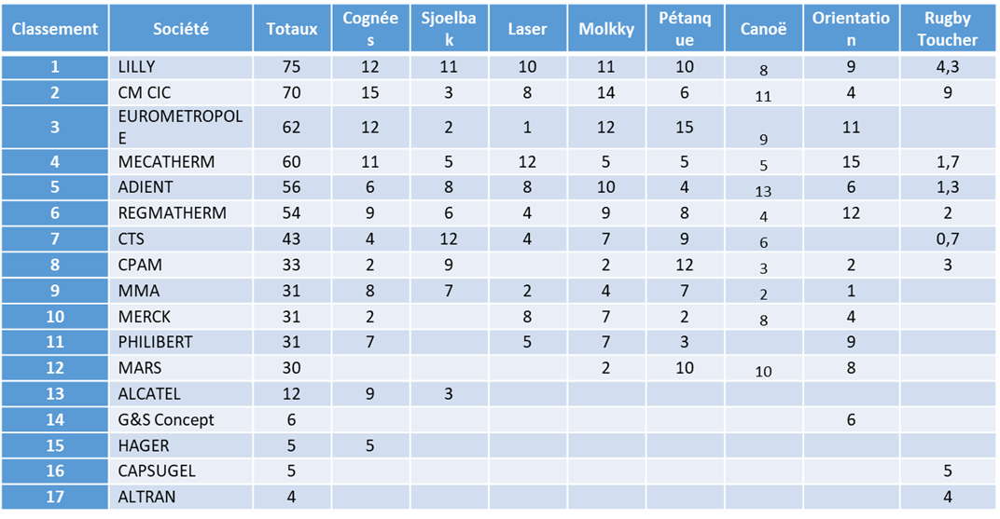 Classement Société Totaux Cognées Sjoelbak Laser Molkky Pétanque Canoë Orientation Rugby Toucher
1 LILLY 75 12 11 10 11 10 8 9 4,3
2 CM CIC 70 15 3 8 14 6 11 4 9
3 EUROMETROPOLE 62 12 2 1 12 15 9 11
4 MECATHERM 60 11 5 12 5 5 5 15 1,7
5 ADIENT 56 6 8 8 10 4 13 6 1,3
6 REGMATHERM 54 9 6 4 9 8 4 12 2
7 CTS 43 4 12 4 7 9 6 0,7
8 CPAM 33 2 9 2 12 3 2 3
9 MMA 31 8 7 2 4 7 2 1
10 MERCK 31 2 8 7 2 8 4
11 PHILIBERT 31 7 5 7 3 9
12 MARS 30 2 10 10 8
13 ALCATEL 12 9 3
14 G&S Concept 6 6
15 HAGER 5 5
16 CAPSUGEL 5 5
17 ALTRAN 4 4